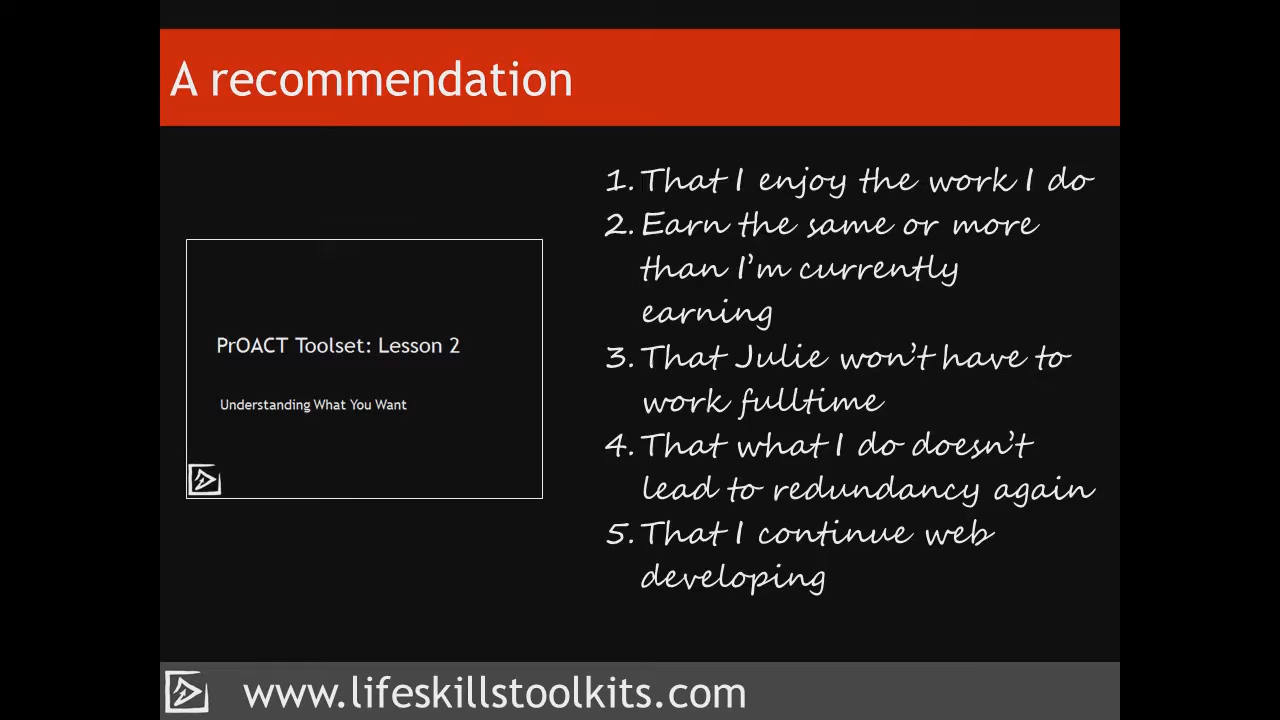 A recommendation
PrOACT Toolset: Lesson 2
Understanding What You Want
1. That I enjoy the work I do
2. Earn the same or more
than I'm currently
earning
3. That Julie won't have to
work fulltime
4. That what I do doesn't
lead to redundancy again
5. That I continue web
developing
www.lifeskillstoolkits.com